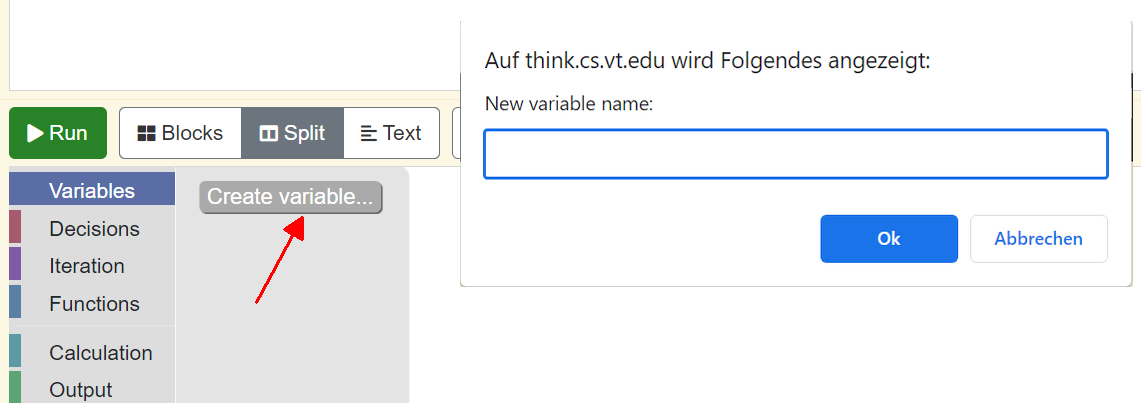 Auf think.cs.vt.edu wird Folgendes angezeigt:
New variable name:
Ok Abbrechen
Run Blocks Split Text
Variables
Create variable...
Decisions
Iteration
Functions
Calculation
Output